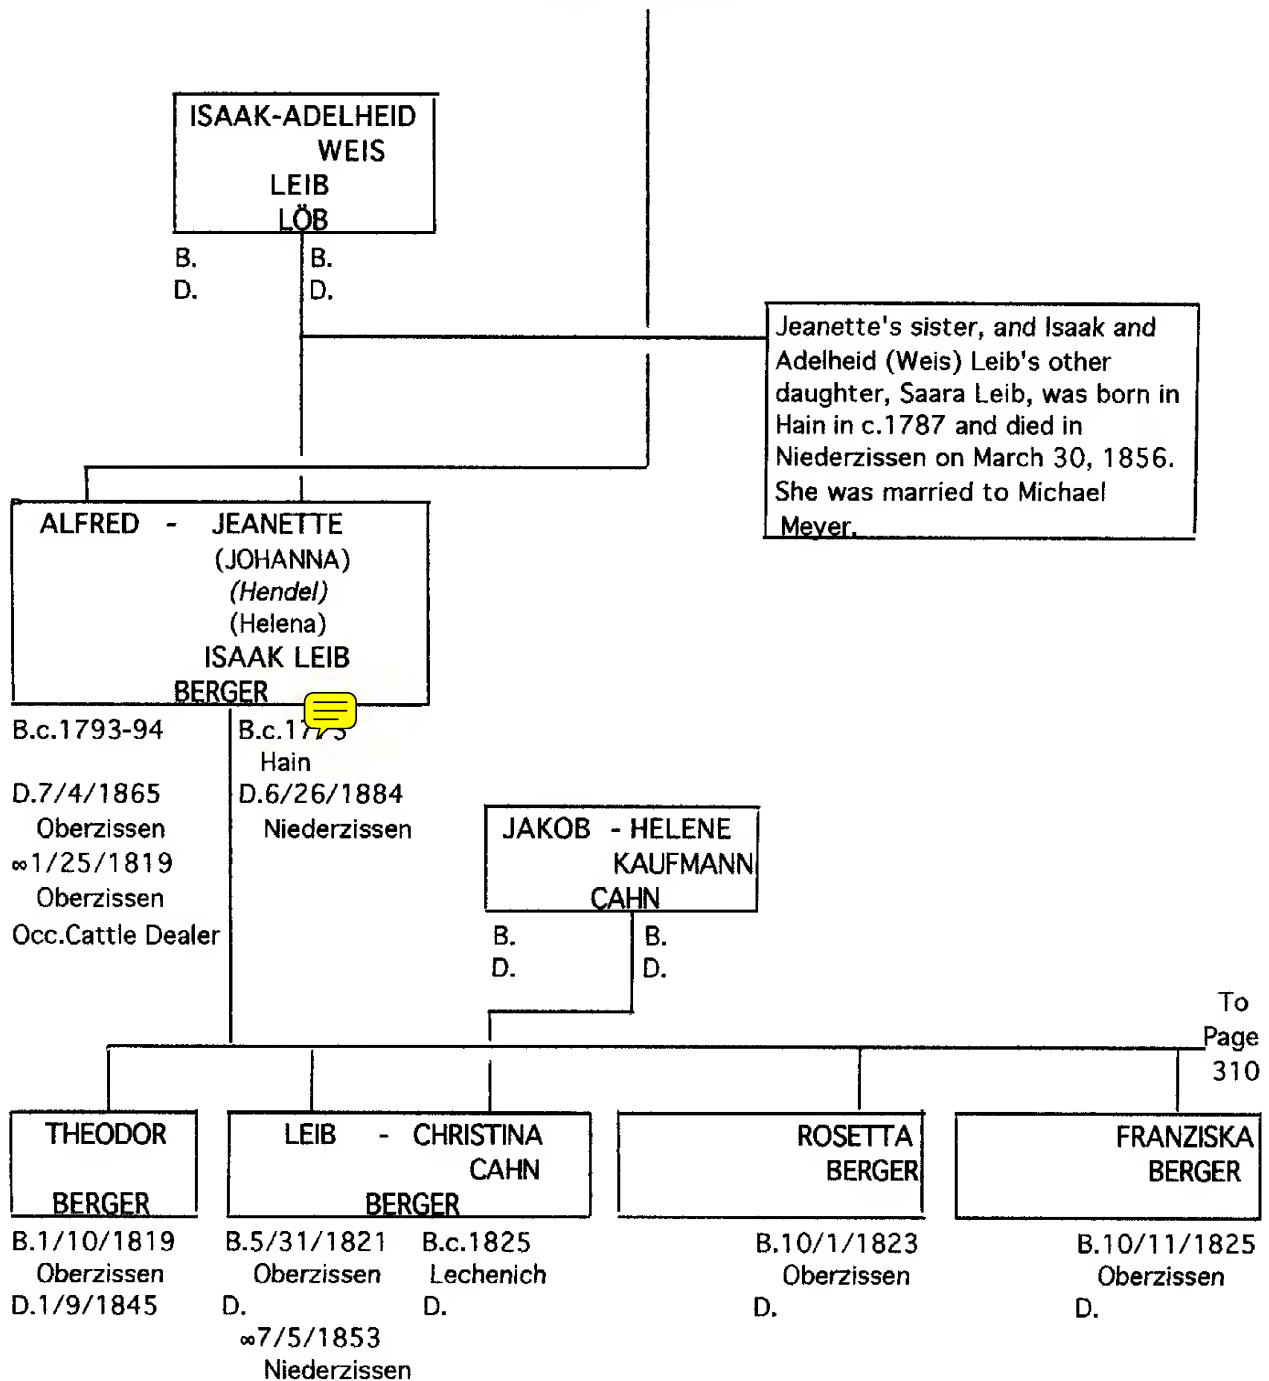 ISAAK-ADELHEID
WEIS
LEIB
LÖB
B. B.
D. D.
Jeanette's sister, and Isaak and
Adelheid (Weis) Leib's other
daughter, Saara Leib, was born in
Hain in c.1787 and died in
Niederzissen on March 30, 1856.
She was married to Michael
Meyer.
ALFRED - JEANETTE
(JOHANNA)
(Hendel)
(Helena)
ISAAK LEIB
BERGER
B.c.1793-94
Hain
D.7/4/1865 D.6/26/1884
Oberzissen Niederzissen
∞1/25/1819
Oberzissen
Occ.Cattle Dealer
JAKOB - HELENE
KAUFMANN
CAHN
B. B.
D. D.
To
Page
310
THEODOR
BERGER
B.1/10/1819
Oberzissen
D.1/9/1845
LEIB - CHRISTINA
CAHN
BERGER
B.5/31/1821 B.c.1825
Oberzissen Lechenich
D. D.
∞7/5/1853
Niederzissen
ROSETTA
BERGER
B.10/1/1823
Oberzissen
D.
FRANZISKA
BERGER
B.10/11/1825
Oberzissen
D.